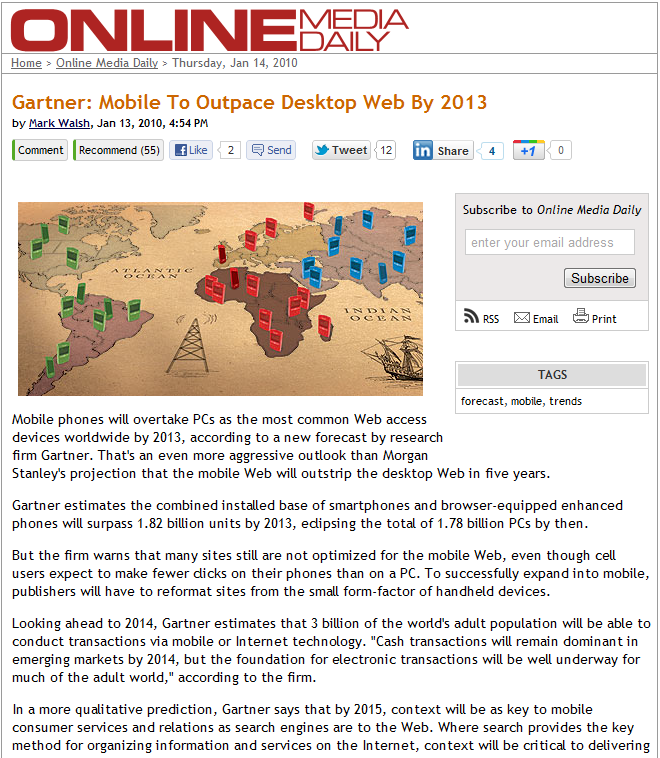 ONLINE MEDIA
DAILY
Home > Online Media Daily > Thursday, Jan 14, 2010
Gartner: Mobile To Outpace Desktop Web By 2013
by Mark Walsh, Jan 13, 2010, 4:54 PM
Comment Recommend (55) Like 2 Send Tweet 12 in Share 4 +1 0
Subscribe to Online Media Daily
enter your email address
Subscribe
RSS Email Print
ATLANTIC
OCEAN
INDIAN
OCEAN
TAGS
forecast, mobile, trends
Mobile phones will overtake PCs as the most common Web access
devices worldwide by 2013, according to a new forecast by research
firm Gartner. That's an even more aggressive outlook than Morgan
Stanley's projection that the mobile Web will outstrip the desktop Web in five years.
Gartner estimates the combined installed base of smartphones and browser-equipped enhanced
phones will surpass 1.82 billion units by 2013, eclipsing the total of 1.78 billion PCs by then.
But the firm warns that many sites still are not optimized for the mobile Web, even though cell
users expect to make fewer clicks on their phones than on a PC. To successfully expand into mobile,
publishers will have to reformat sites from the small form-factor of handheld devices.
Looking ahead to 2014, Gartner estimates that 3 billion of the world's adult population will be able to
conduct transactions via mobile or Internet technology. "Cash transactions will remain dominant in
emerging markets by 2014, but the foundation for electronic transactions will be well underway for
much of the adult world," according to the firm.
In a more qualitative prediction, Gartner says that by 2015, context will be as key to mobile
consumer services and relations as search engines are to the Web. Where search provides the key
method for organizing information and services on the Internet, context will be critical to delivering